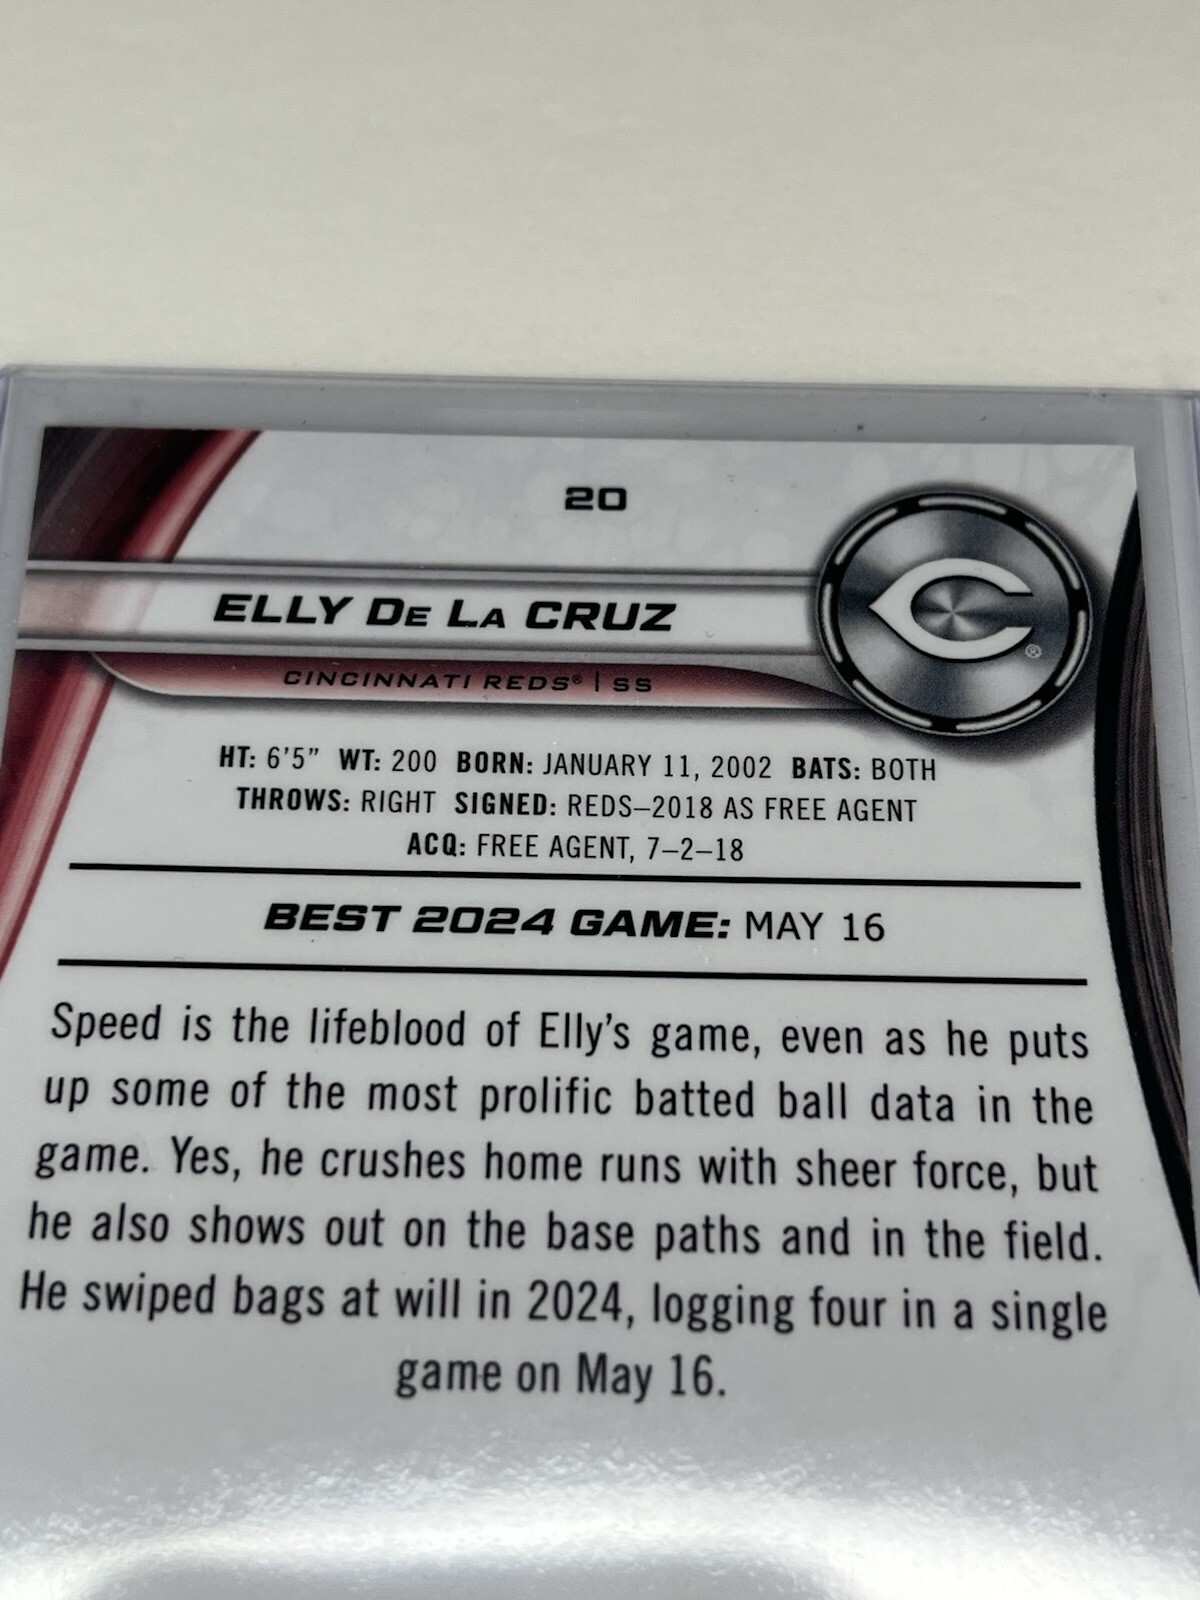 20
ELLY DE LA CRUZ
C®
CINCINNATI REDS® | SS
HT: 6'5” WT: 200 BORN: JANUARY 11, 2002 BATS: BOTH
THROWS: RIGHT SIGNED: REDS–2018 AS FREE AGENT
ACQ: FREE AGENT, 7–2–18
BEST 2024 GAME: MAY 16
Speed is the lifeblood of Elly’s game, even as he puts
up some of the most prolific batted ball data in the
game. Yes, he crushes home runs with sheer force, but
he also shows out on the base paths and in the field.
He swiped bags at will in 2024, logging four in a single
game on May 16.